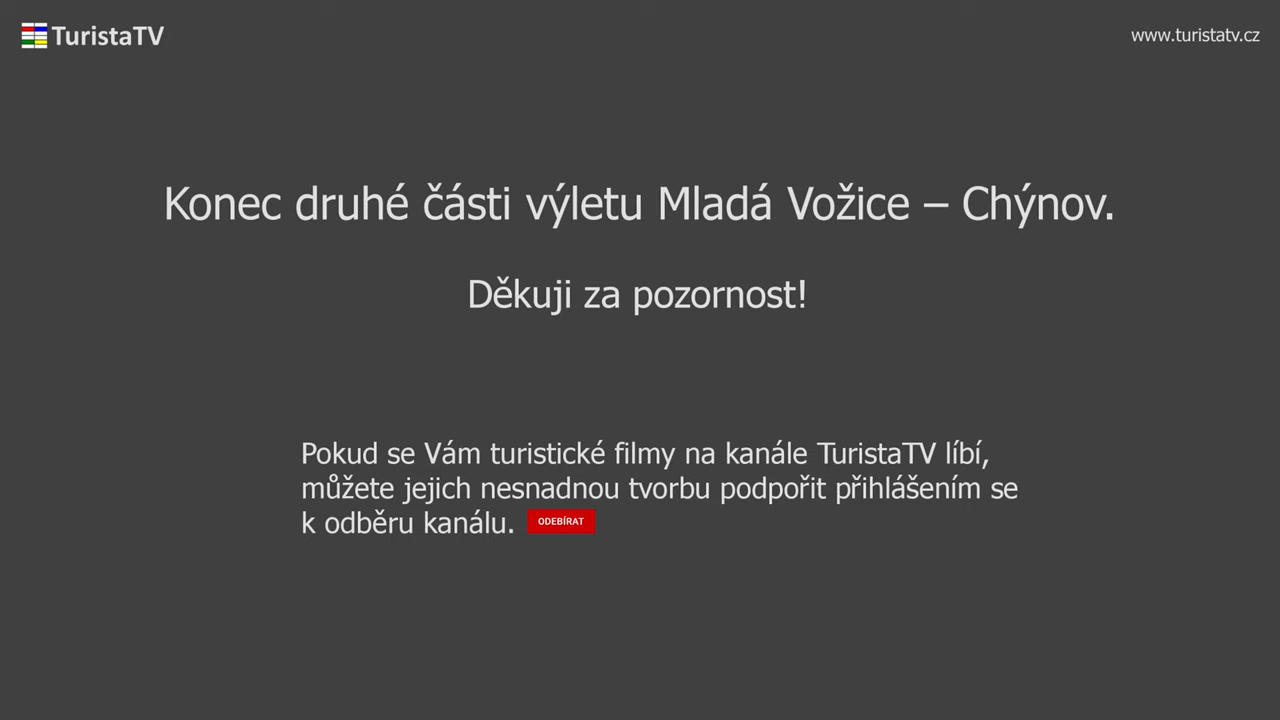 TuristaTV
www.turistatv.cz
Konec druhé části výletu Mladá Vožice – Chýnov.
Děkuji za pozornost!
Pokud se Vám turistické filmy na kanále TuristaTV líbí,
můžete jejich nesnadnou tvorbu podpořit přihlášením se
k odběru kanálu. ODEBÍRAT